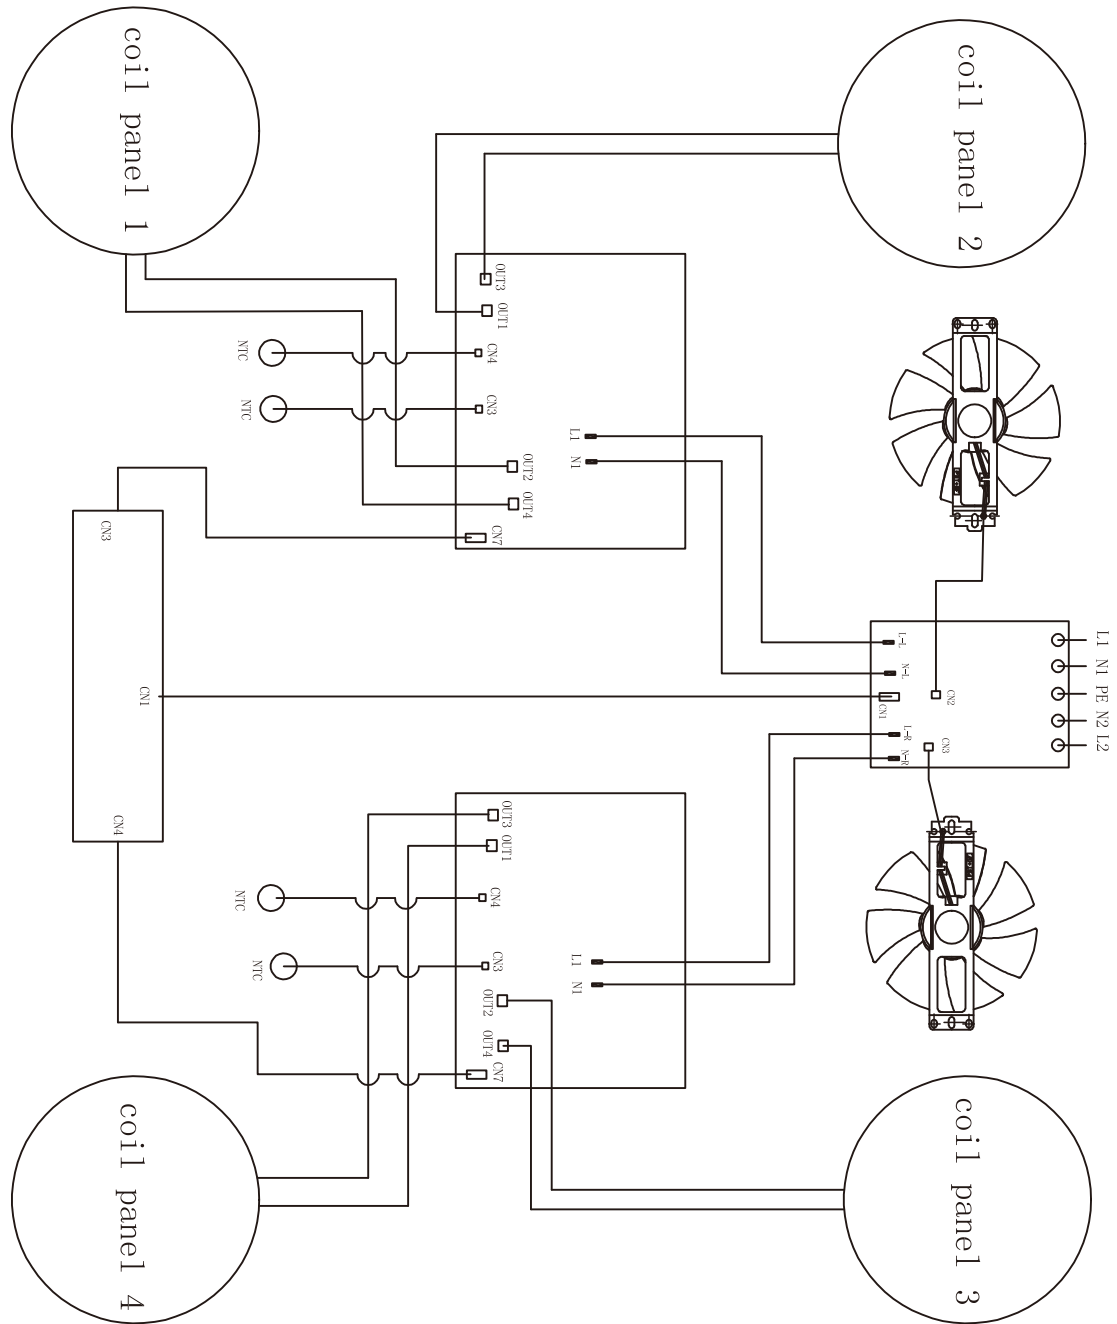 coil panel 1
coil panel 2
OUT3
OUT1
CN4
NTC
CN3
NTC
L1
N1
OUT2
OUT4
CN7
CN3
CN1
CN4
L-L
N-L
CN1
CN2
L-R
N-R
CN3
L1
N1
PE
N2
L2
OUT3
OUT1
CN4
NTC
CN3
NTC
L1
N1
OUT2
OUT4
CN7
coil panel 4
coil panel 3